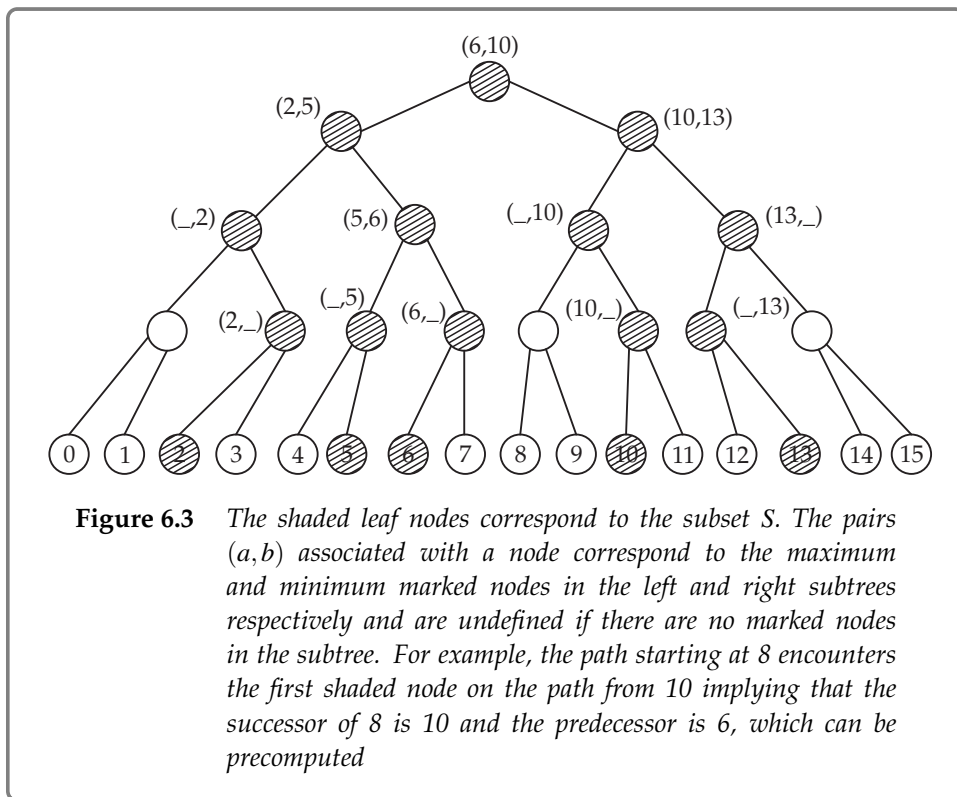 (6,10)
(2,5)
(10,13)
(_,2)
(5,6)
(_,10)
(13,_)
(2,_)
(_,5)
(6,_)
(10,_)
(_,13)
0 1 2 3 4 5 6 7 8 9 10 11 12 13 14 15
Figure 6.3 The shaded leaf nodes correspond to the subset S. The pairs
(a,b) associated with a node correspond to the maximum
and minimum marked nodes in the left and right subtrees
respectively and are undefined if there are no marked nodes
in the subtree. For example, the path starting at 8 encounters
the first shaded node on the path from 10 implying that the
successor of 8 is 10 and the predecessor is 6, which can be
precomputed